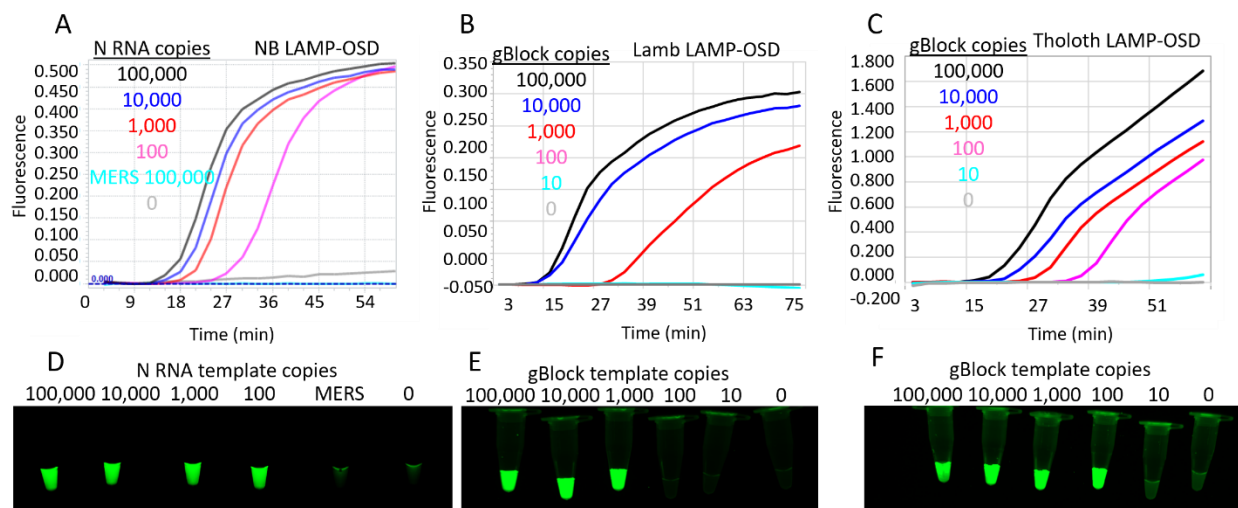 A
N RNA copies
NB LAMP-OSD
100,000
10,000
1,000
100
MERS 100,000
0
Fluorescence
0.500
0.450
0.400
0.350
0.300
0.250
0.200
0.150
0.100
0.050
0.000
0.000
0 3 18 27 36 45 54
Time (min)
B
gBlock copies
Lamb LAMP-OSD
100,000
10,000
1,000
100
10
0
Fluorescence
0.350
0.300
0.250
0.200
0.150
0.100
0.050
0.000
-0.050
3 15 27 39 51 63 75
Time (min)
C
gBlock copies
Tholoth LAMP-OSD
100,000
10,000
1,000
100
10
0
Fluorescence
1.800
1.600
1.400
1.200
1.000
0.800
0.600
0.400
0.200
0.000
-0.200
3 15 27 39 51
Time (min)
D
N RNA template copies
100,000 10,000 1,000 100 MERS 0
E
gBlock template copies
100,000 10,000 1,000 100 10 0
F
gBlock template copies
100,000 10,000 1,000 100 10 0